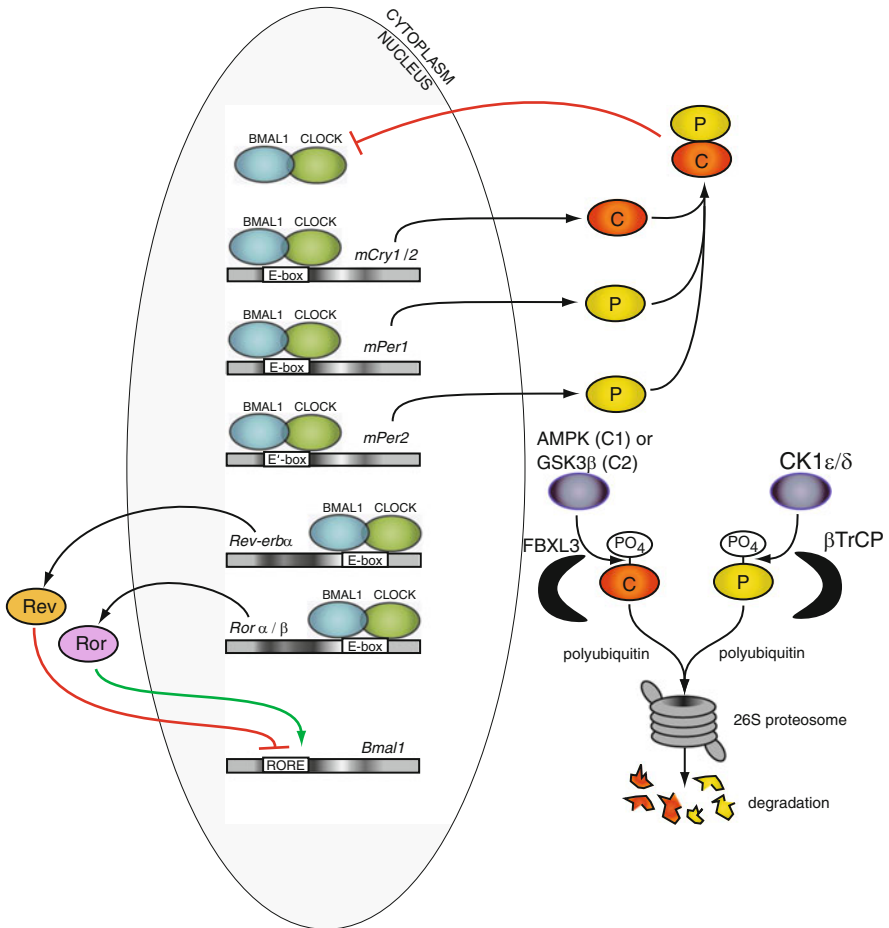 CYTOPLASM
NUCLEUS
BMAL1 CLOCK
P
C
BMAL1 CLOCK
mCry1/2
E-box
C
BMAL1 CLOCK
mPer1
E-box
P
BMAL1 CLOCK
mPer2
E'-box
P
AMPK (C1) or
GSK3β (C2)
CK1ε/δ
BMAL1 CLOCK
Rev-erbα
E-box
FBXL3
PO4
C
PO4
P
βTrCP
Rev
BMAL1 CLOCK
Ror α / β
E-box
Ror
polyubiquitin
polyubiquitin
26S proteosome
Bmal1
RORE
degradation